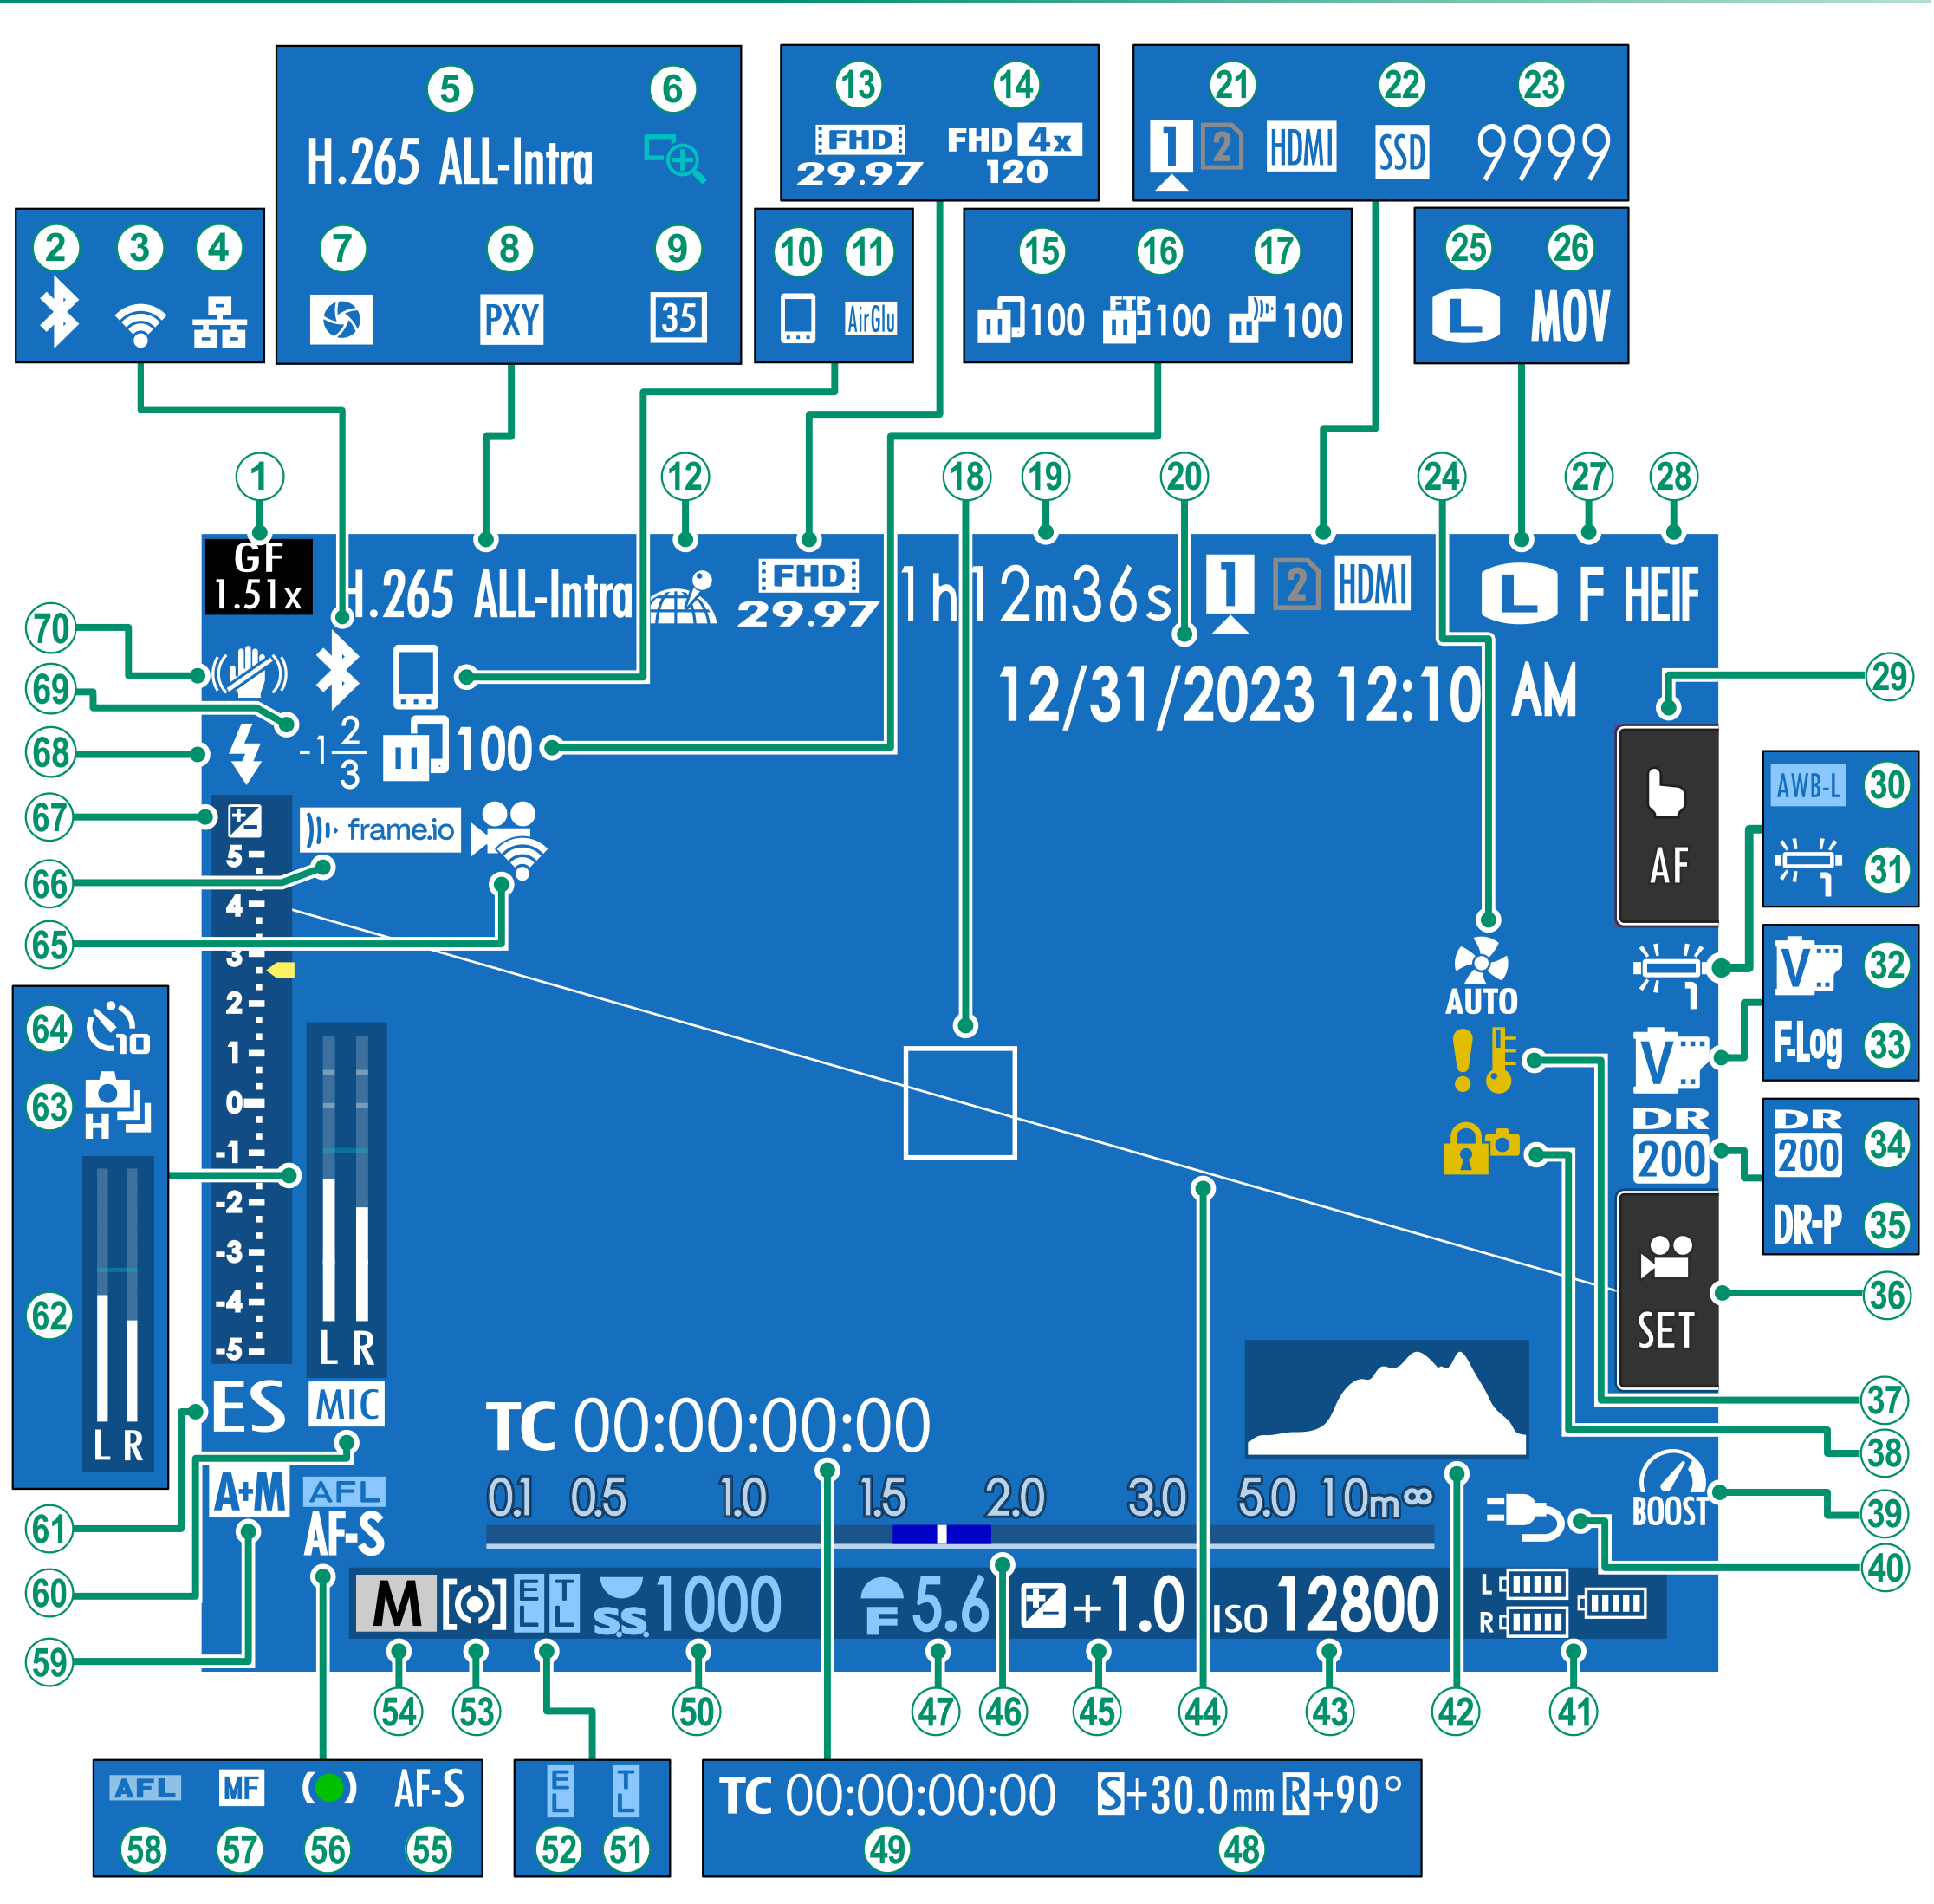 5 6
H.265 ALL-Intra
7 8 9
PXY 35
13 14
FHD FHD 4x
29.97 120
21 22 23
1 2 HDMI SSD 9999
2 3 4
10 11
AirGlu
15 16 17
100 FTP 100 100
25 26
L MOV
1 12 18 19 20 24 27 28
GF
1.51x
H.265 ALL-Intra FHD 29.97 1h12m36s 1 2 HDMI L F HEIF
70
69
68
67
66
65
12/31/2023 12:10 AM
29
-1 2/3 100
AF
frame.io
AWB-L 30
31
5
4
3
2
1
0
-1
-2
-3
-4
-5
L R
64 10
63 H
62
L R
AUTO
V
DR
200
V 32
F-Log 33
DR
200 34
DR-P 35
SET
36
37
38
39
40
ES MIC
TC 00:00:00:00
A+M AFL
AF-S
61
60
59
0.1 0.5 1.0 1.5 2.0 3.0 5.0 10m∞
BOOST
M EL TL S.S. 1000 F 5.6 +1.0 ISO 12800 L R
54 53 50 47 46 45 44 43 42 41
AFL MF AF-S
58 57 56 55
EL TL
52 51
TC 00:00:00:00 S+30.0mm R+90°
49 48